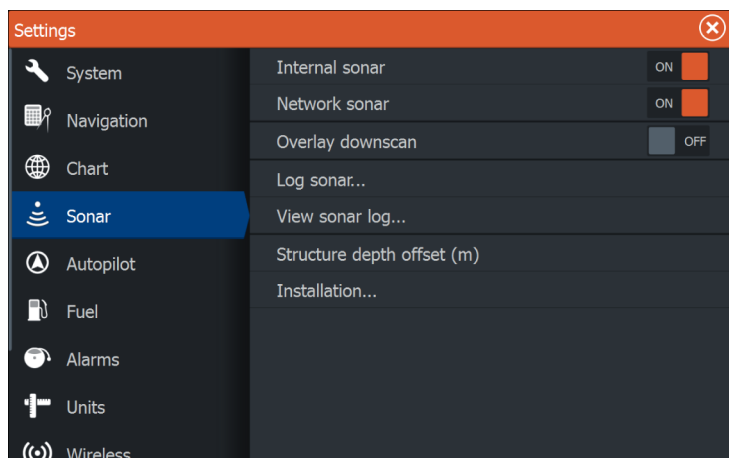 Settings
System
Navigation
Chart
Sonar
Autopilot
Fuel
Alarms
Units
Wireless
Internal sonar ON
Network sonar ON
Overlay downscan OFF
Log sonar...
View sonar log...
Structure depth offset (m)
Installation...